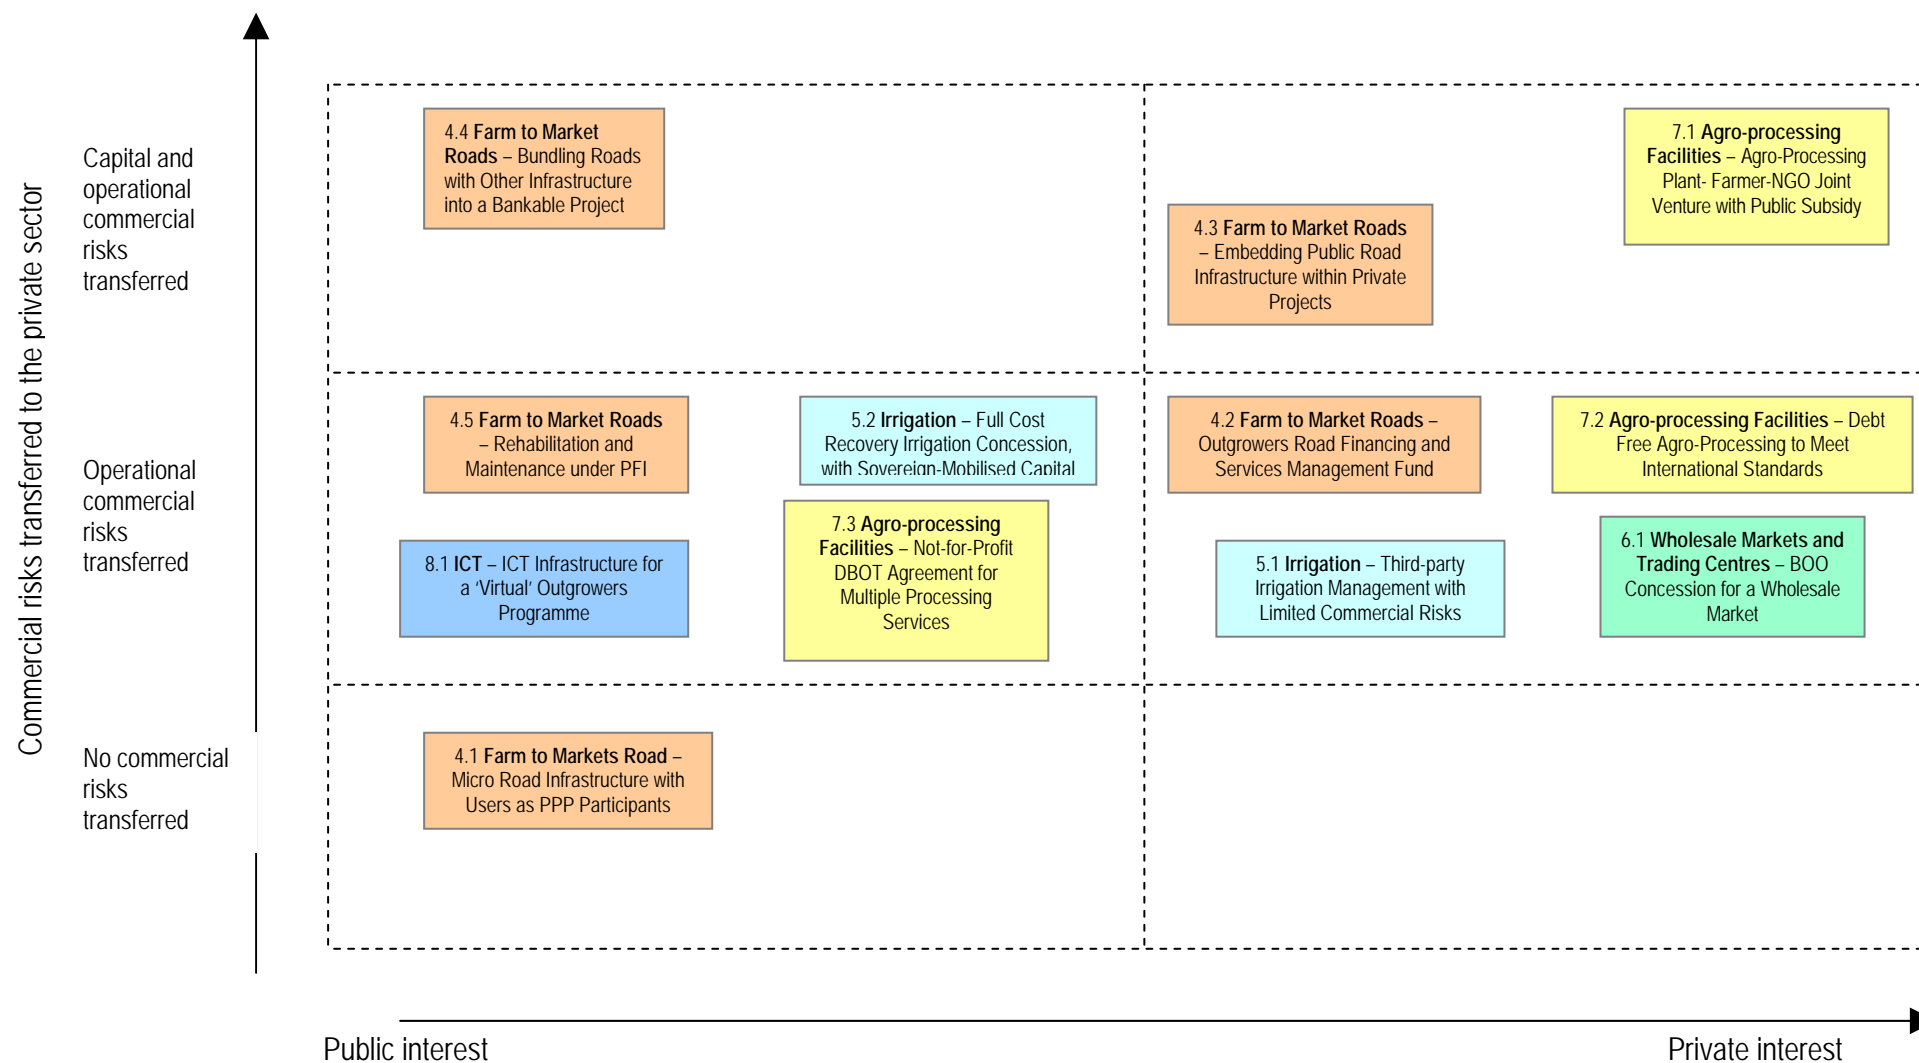 Commercial risks transferred to the private sector
Capital and
operational
commercial
risks
transferred
4.4 Farm to Market
Roads – Bundling Roads
with Other Infrastructure
into a Bankable Project
4.3 Farm to Market Roads
– Embedding Public Road
Infrastructure within Private
Projects
7.1 Agro-processing
Facilities – Agro-Processing
Plant- Farmer-NGO Joint
Venture with Public Subsidy
Operational
commercial
risks
transferred
4.5 Farm to Market Roads
– Rehabilitation and
Maintenance under PFI
5.2 Irrigation – Full Cost
Recovery Irrigation Concession,
with Sovereign-Mobilised Capital
4.2 Farm to Market Roads –
Outgrowers Road Financing and
Services Management Fund
7.2 Agro-processing Facilities – Debt
Free Agro-Processing to Meet
International Standards
8.1 ICT – ICT Infrastructure for
a ‘Virtual’ Outgrowers
Programme
7.3 Agro-processing
Facilities – Not-for-Profit
DBOT Agreement for
Multiple Processing
Services
5.1 Irrigation – Third-party
Irrigation Management with
Limited Commercial Risks
6.1 Wholesale Markets and
Trading Centres – BOO
Concession for a Wholesale
Market
No commercial
risks
transferred
4.1 Farm to Markets Road –
Micro Road Infrastructure with
Users as PPP Participants
Public interest
Private interest